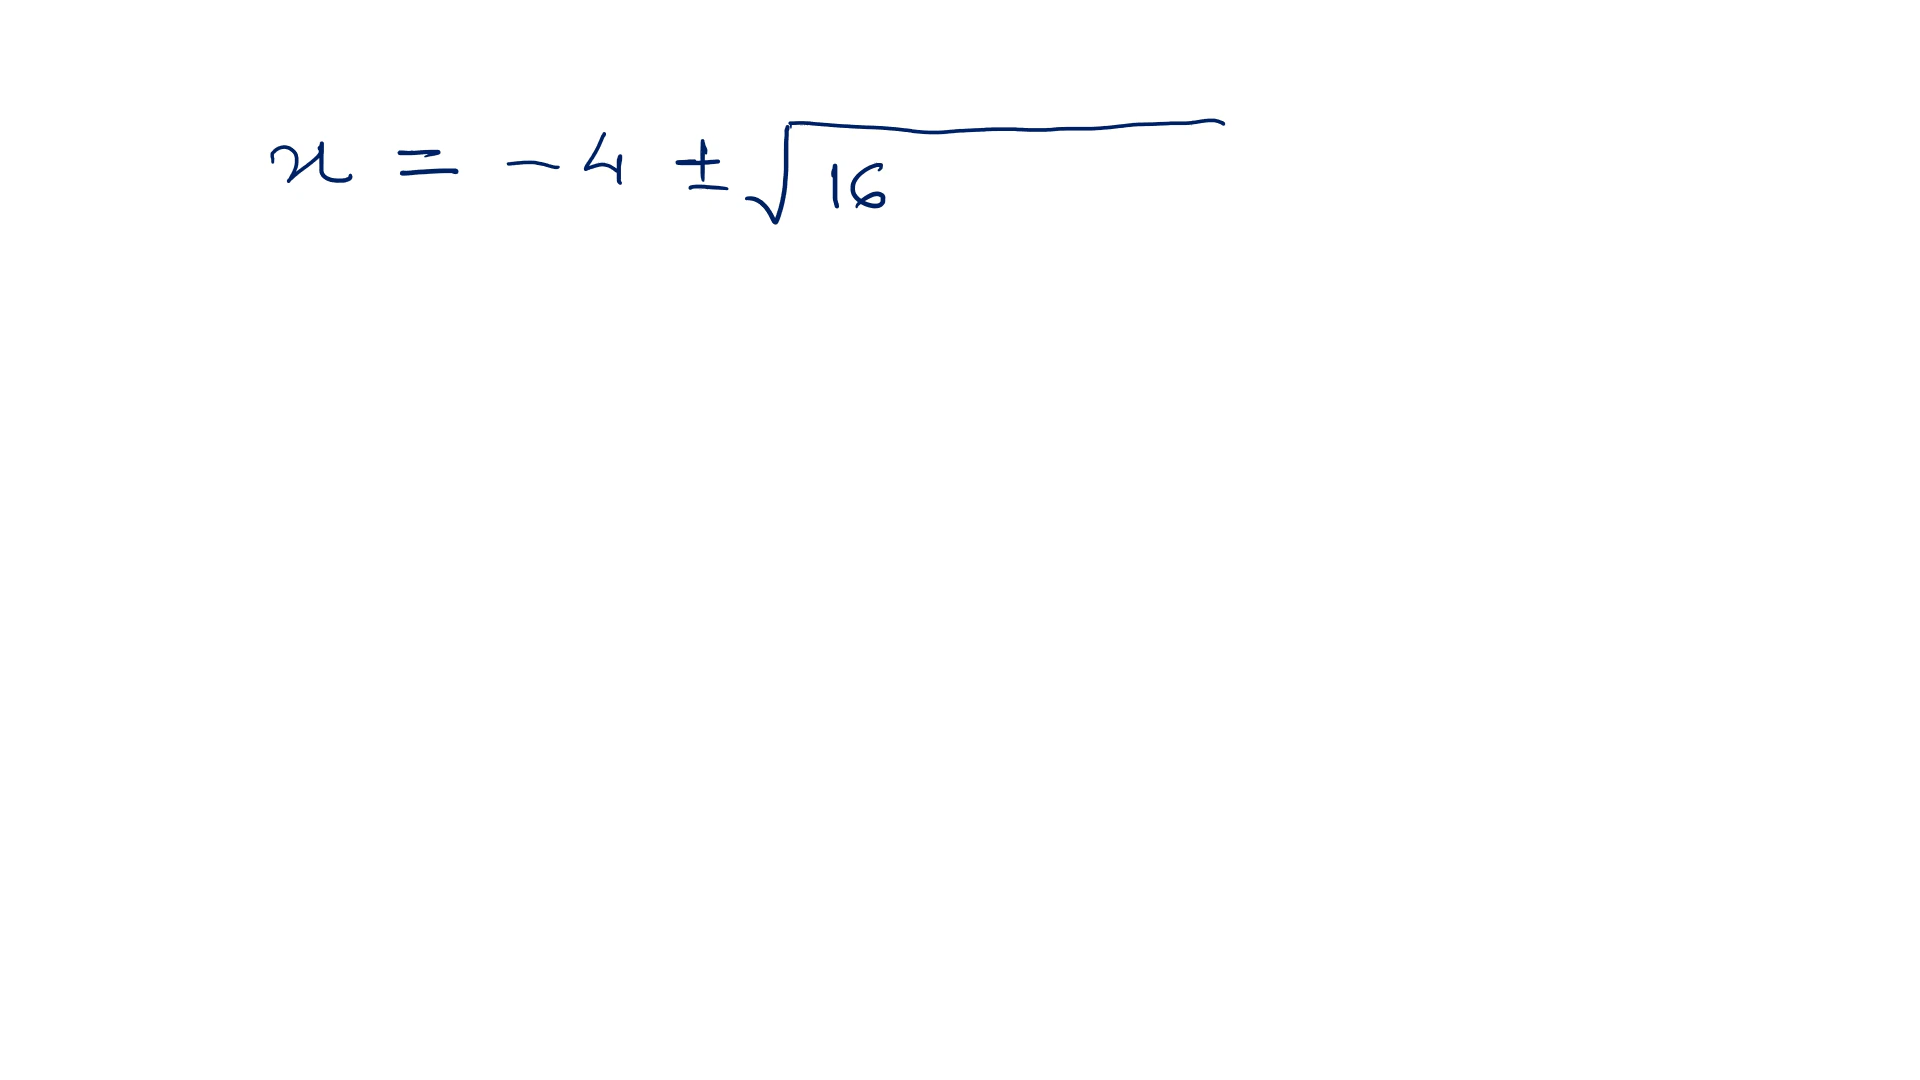 x = - 4 ± √16